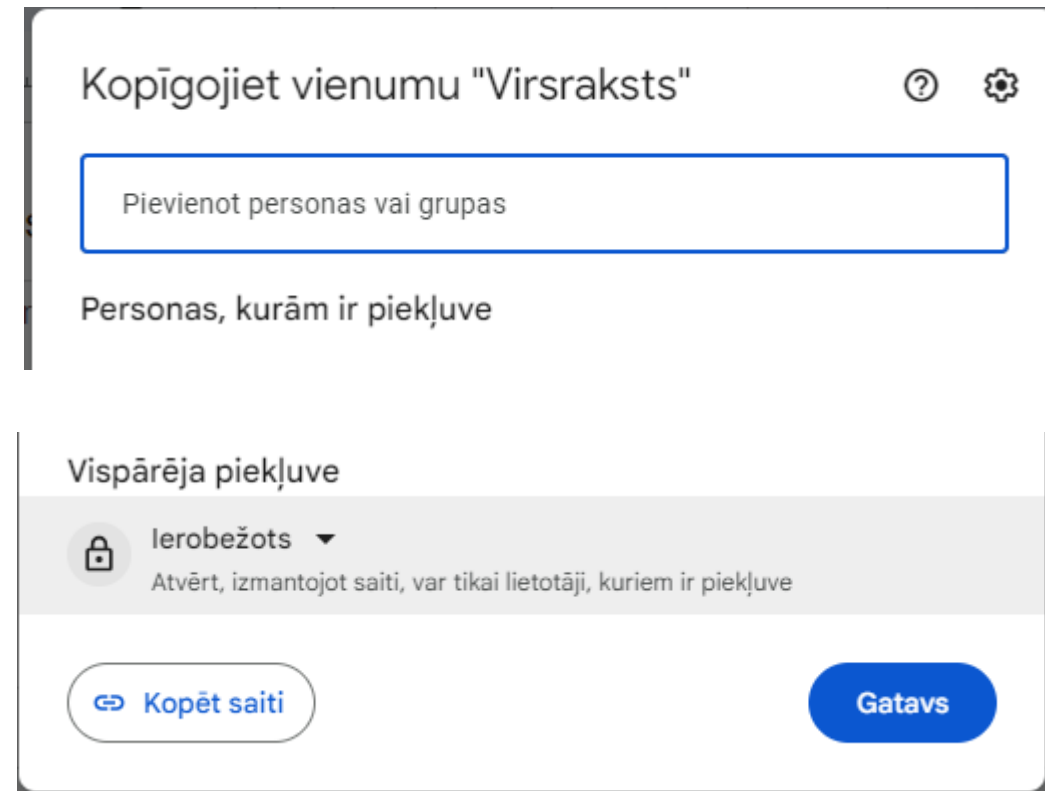 Kopīgojiet vienumu "Virsraksts"
Pievienot personas vai grupas
Personas, kurām ir piekļuve
Vispārēja piekļuve
Ierobežots
Atvērt, izmantojot saiti, var tikai lietotāji, kuriem ir piekļuve
Kopēt saiti
Gatavs